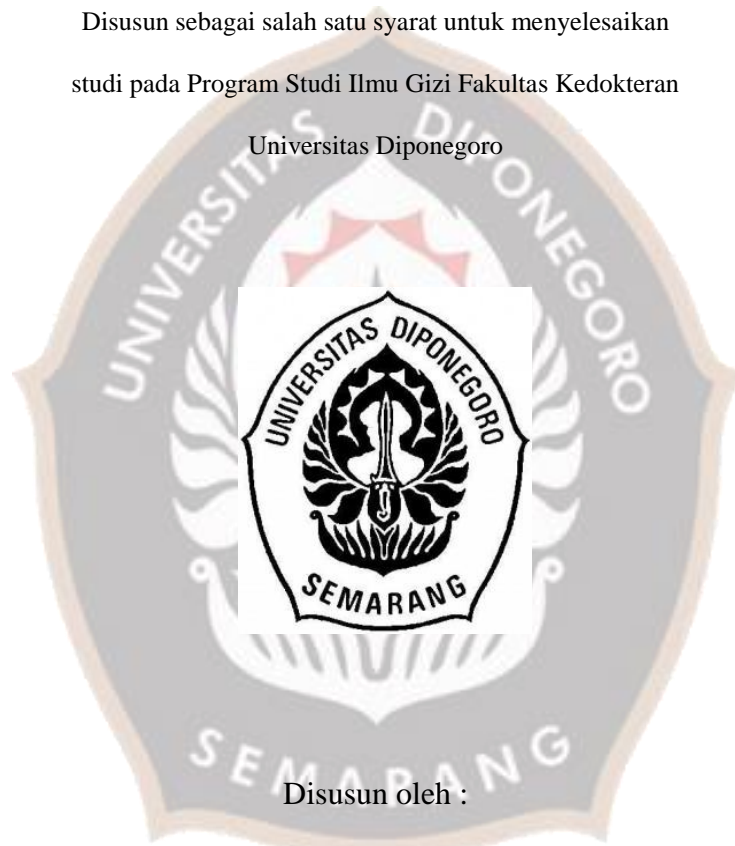 Disusun sebagai salah satu syarat untuk menyelesaikan
studi pada Program Studi Ilmu Gizi Fakultas Kedokteran
Universitas Diponegoro
UNIVERSITAS DIPONEGORO
UNIVERSITAS DIPONEGORO
SEMARANG
SEMARANG
Disusun oleh :